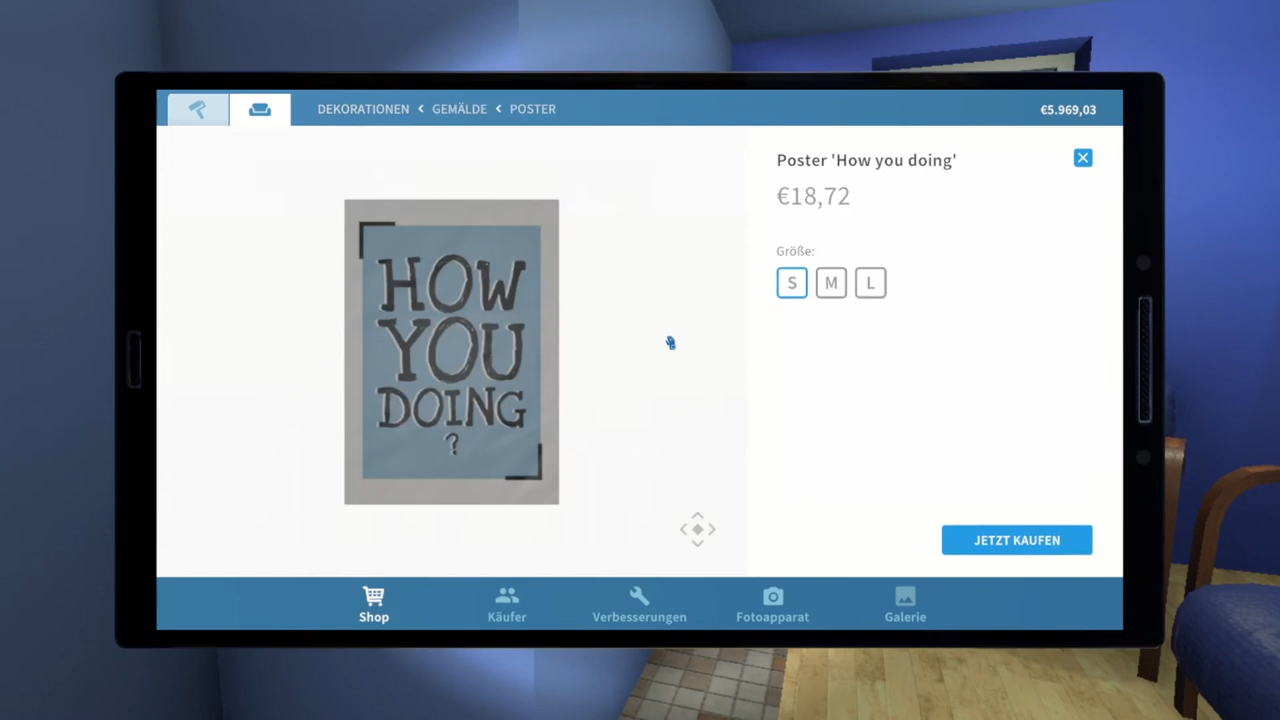 DEKORATIONEN < GEMÄLDE < POSTER
€5.969,03
HOW
YOU
DOING
?
Poster 'How you doing'
€18,72
Größe:
S M L
JETZT KAUFEN
Shop
Käufer
Verbesserungen
Fotoapparat
Galerie